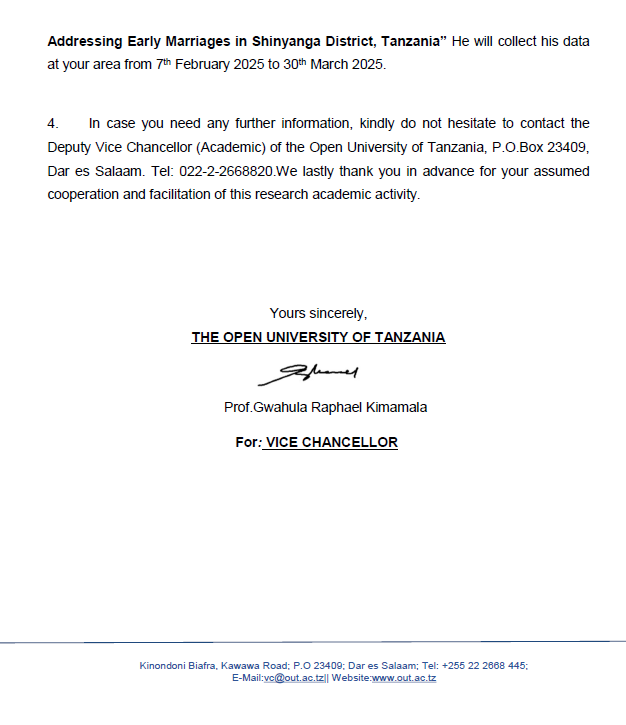 Addressing Early Marriages in Shinyanga District, Tanzania” He will collect his data
at your area from 7th February 2025 to 30th March 2025.
4. In case you need any further information, kindly do not hesitate to contact the
Deputy Vice Chancellor (Academic) of the Open University of Tanzania, P.O.Box 23409,
Dar es Salaam. Tel: 022-2-2668820.We lastly thank you in advance for your assumed
cooperation and facilitation of this research academic activity.
Yours sincerely,
THE OPEN UNIVERSITY OF TANZANIA
Prof.Gwahula Raphael Kimamala
For: VICE CHANCELLOR
Kinondoni Biafra, Kawawa Road; P.O 23409; Dar es Salaam; Tel: +255 22 2668 445;
E-Mail:vc@out.ac.tz|| Website:www.out.ac.tz